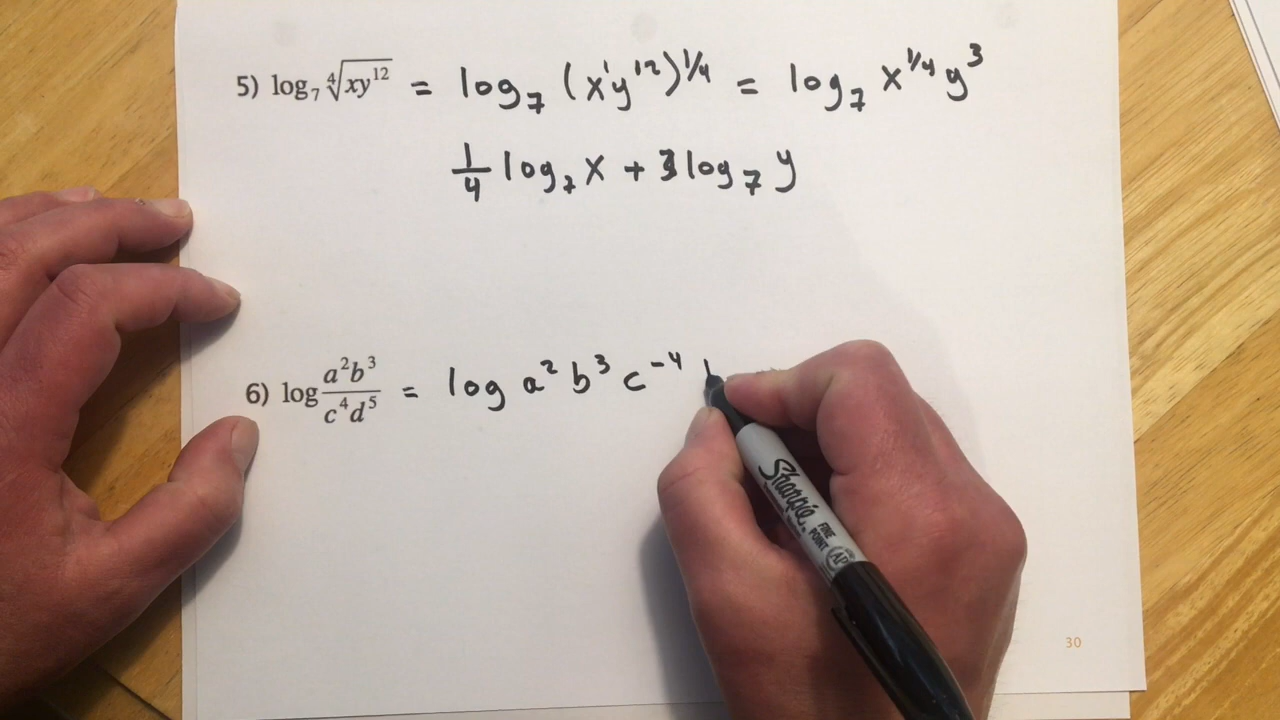 5) log₇ ∜(xy¹²) = log₇ (x¹y¹²)^(1/4) = log₇ x^(1/4) y³
1/4 log₇ x + 3 log₇ y
6) log (a²b³)/(c⁴d⁵) = log a² b³ c⁻⁴
Sharpie.
FINE POINT
AP
30